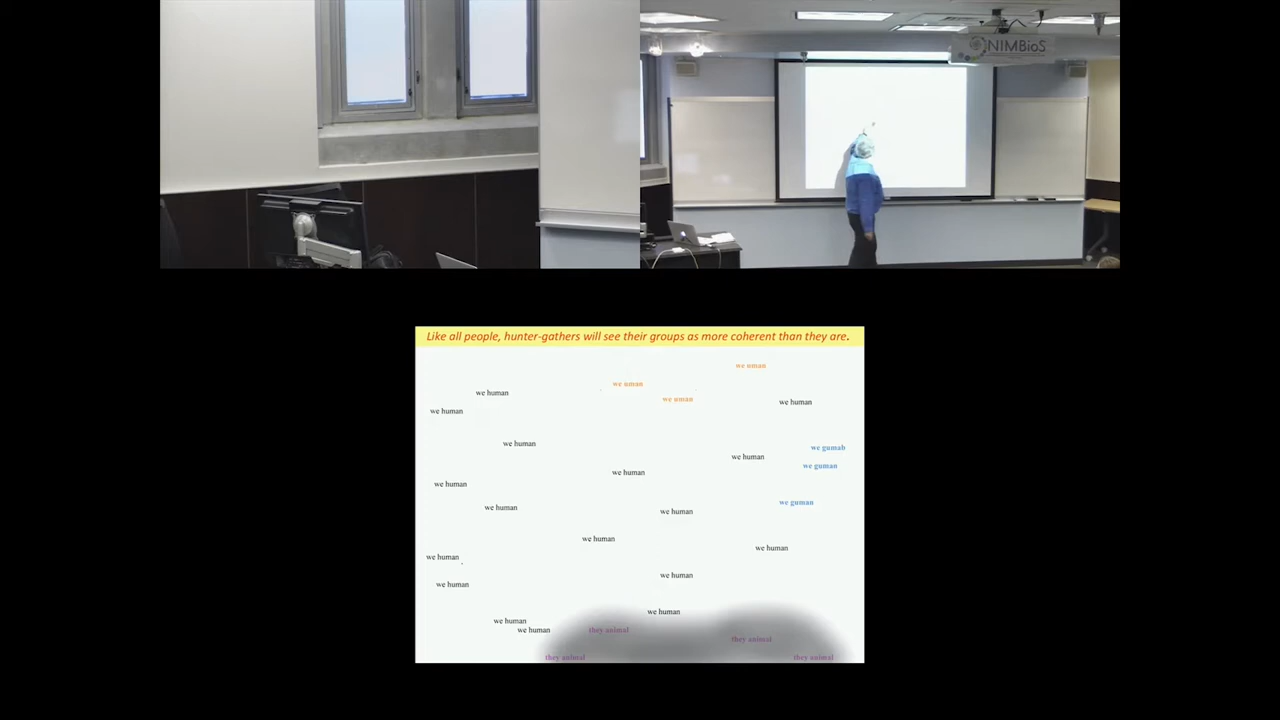 NIMBioS
Like all people, hunter-gathers will see their groups as more coherent than they are.
we uman
we uman
we human
we uman
we human
we human
we human
we gumab
we human
we guman
we human
we human
we guman
we human
we human
we human
we human
we human
we human
we human
we human
we human
we human
they animal
they animal
they animal
they animal